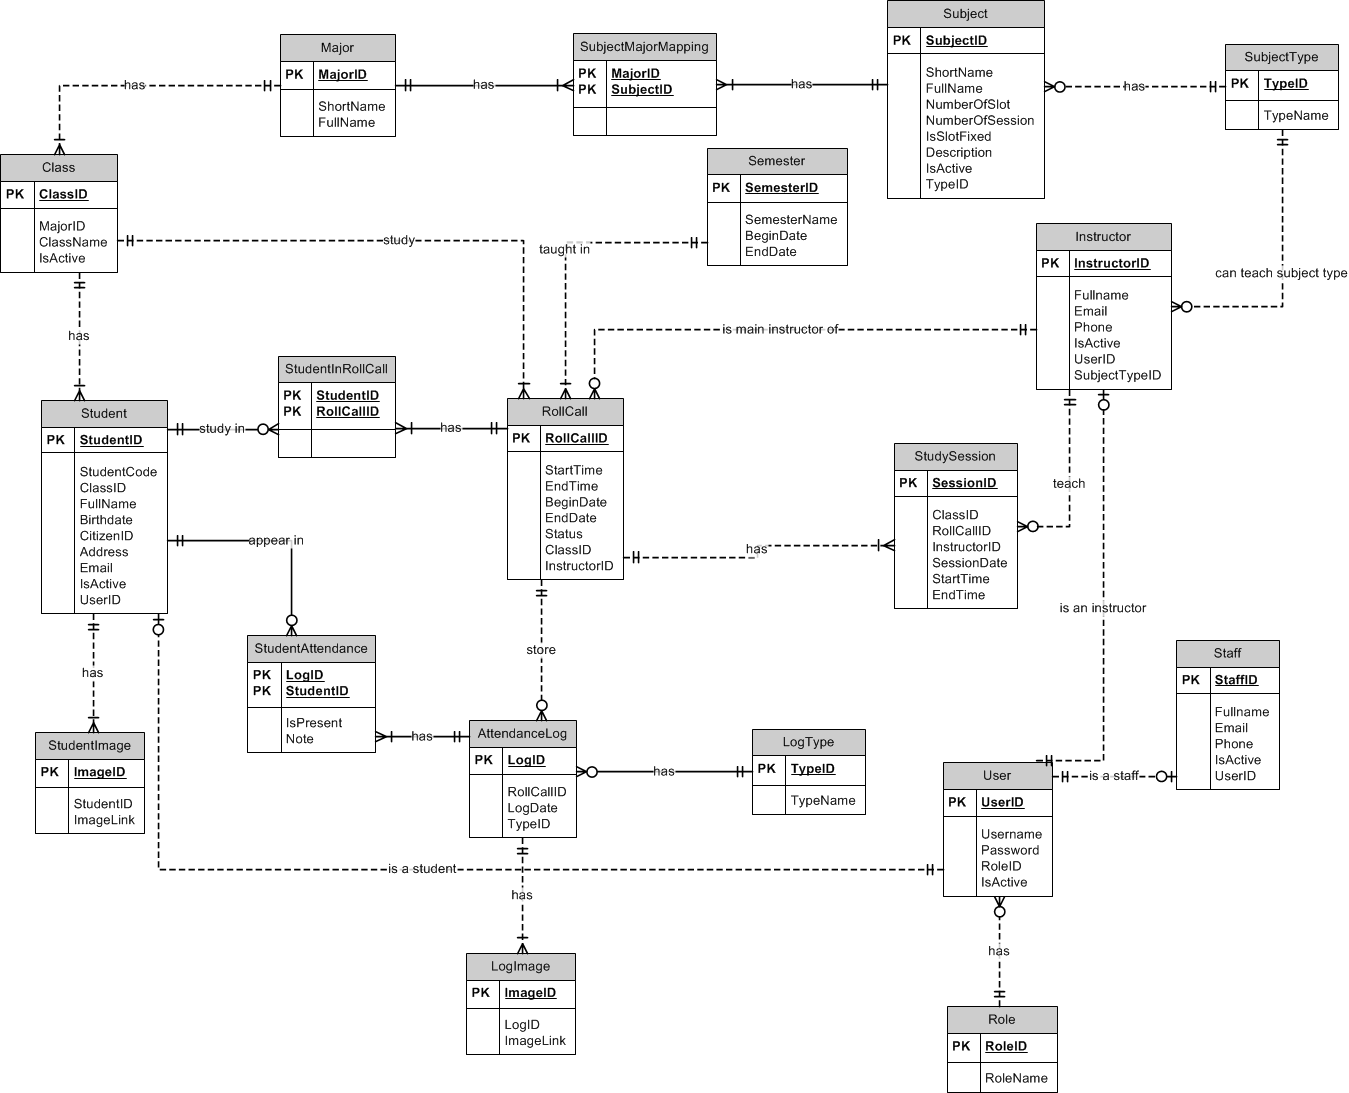 Major
PK MajorID
ShortName
FullName
has
has
SubjectMajorMapping
PK MajorID
PK SubjectID
has
Subject
PK SubjectID
ShortName
FullName
NumberOfSlot
NumberOfSession
IsSlotFixed
Description
IsActive
TypeID
has
SubjectType
PK TypeID
TypeName
can teach subject type
Class
PK ClassID
MajorID
ClassName
IsActive
study
has
Semester
PK SemesterID
SemesterName
BeginDate
EndDate
taught in
Instructor
PK InstructorID
Fullname
Email
Phone
IsActive
UserID
SubjectTypeID
is main instructor of
teach
is an instructor
StudentInRollCall
PK StudentID
PK RollCallID
study in
has
Student
PK StudentID
StudentCode
ClassID
FullName
Birthdate
CitizenID
Address
Email
IsActive
UserID
appear in
has
RollCall
PK RollCallID
StartTime
EndTime
BeginDate
EndDate
Status
ClassID
InstructorID
has
store
StudySession
PK SessionID
ClassID
RollCallID
InstructorID
SessionDate
StartTime
EndTime
StudentAttendance
PK LogID
PK StudentID
IsPresent
Note
has
Staff
PK StaffID
Fullname
Email
Phone
IsActive
UserID
is a staff
StudentImage
PK ImageID
StudentID
ImageLink
AttendanceLog
PK LogID
RollCallID
LogDate
TypeID
has
LogType
PK TypeID
TypeName
User
PK UserID
Username
Password
RoleID
IsActive
is a student
has
has
LogImage
PK ImageID
LogID
ImageLink
Role
PK RoleID
RoleName